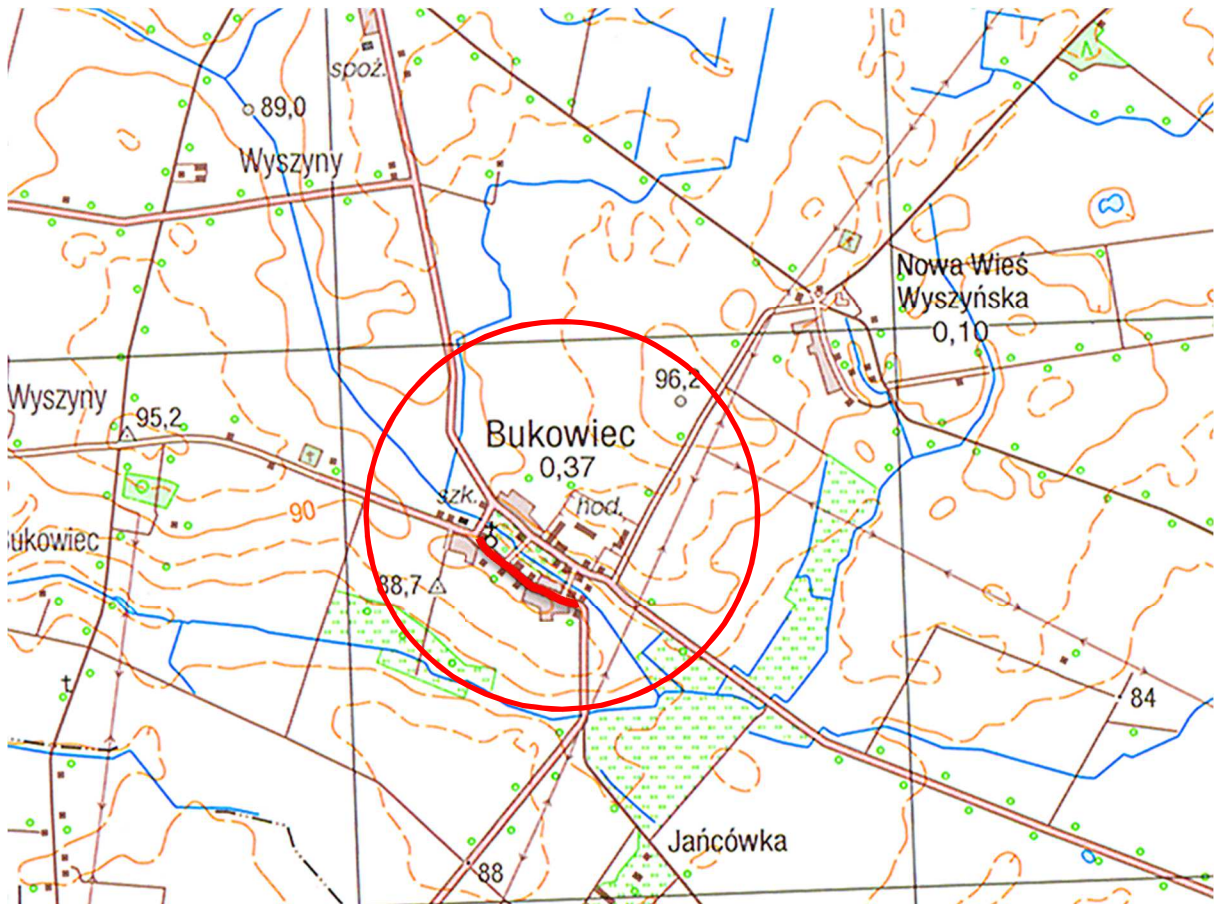 spoż.
89,0
Wyszyny
Nowa Wieś
Wyszyńska
0,10
96,2
Wyszyny
95,2
Bukowiec
0,37
szk.
hod.
90
ukowiec
88,7
t
84
Jańcówka
88